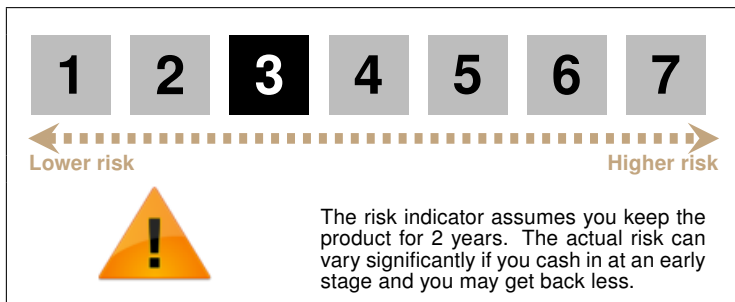 1 2 3 4 5 6 7
Lower risk Higher risk
!
The risk indicator assumes you keep the
product for 2 years. The actual risk can
vary significantly if you cash in at an early
stage and you may get back less.